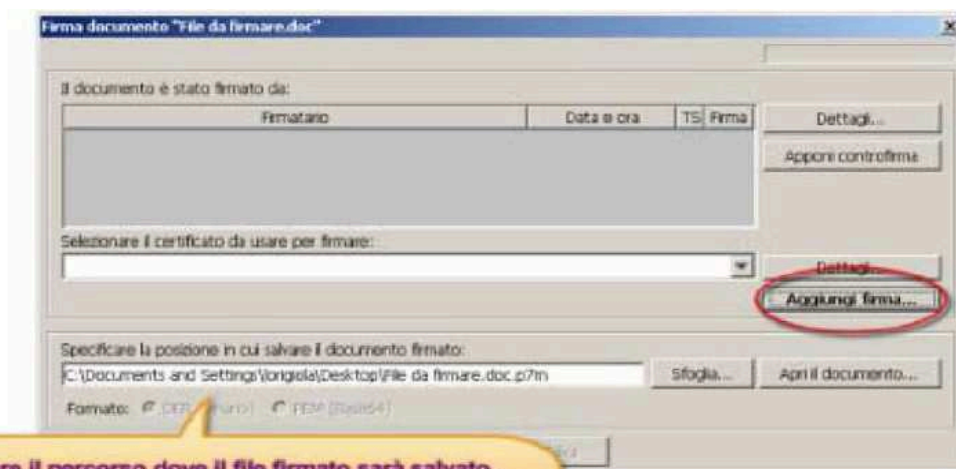 Firma documento "File da firmare.doc"
Il documento è stato firmato da:
Firmatario Data e ora TS Firma
Dettagli...
Apponi controfirma
Selezionare il certificato da usare per firmare:
Dettagli...
Aggiungi firma...
Specificare la posizione in cui salvare il documento firmato:
C:\Documents and Settings\lorigiola\Desktop\File da firmare.doc.p7m Sfoglia... Apri il documento...
Formato: DER PEM (Base64)
il percorso dove il file firmato sarà salvato